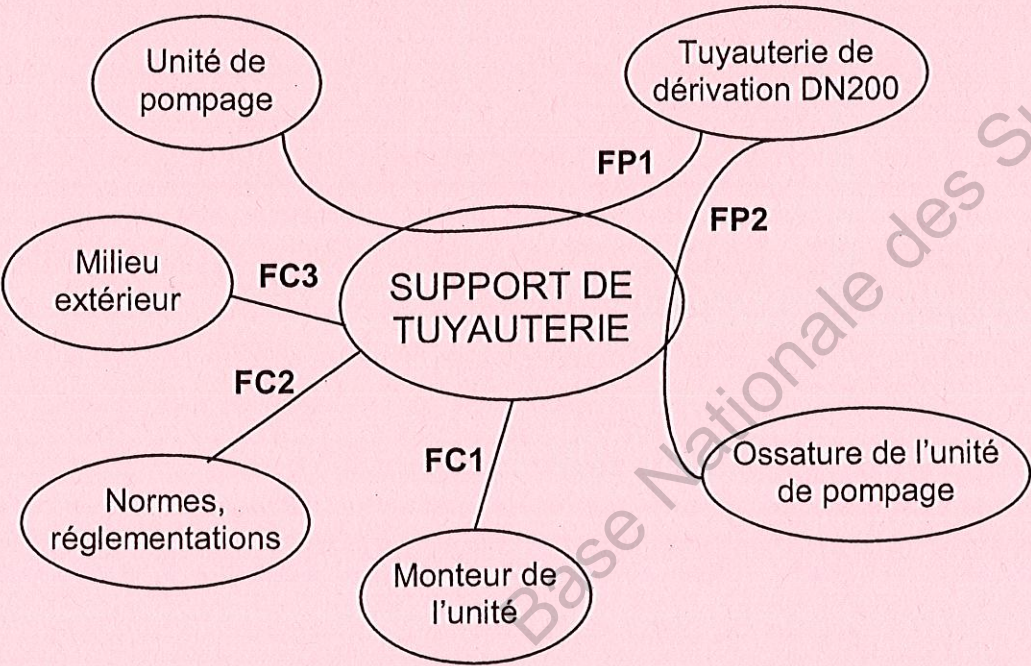 Unité de
pompage
Tuyauterie de
dérivation DN200
FP1
FP2
Milieu
extérieur
FC3
SUPPORT DE
TUYAUTERIE
FC2
FC1
Normes,
réglementations
Monteur de
l'unité
Ossature de l'unité
de pompage
Base Nationale des